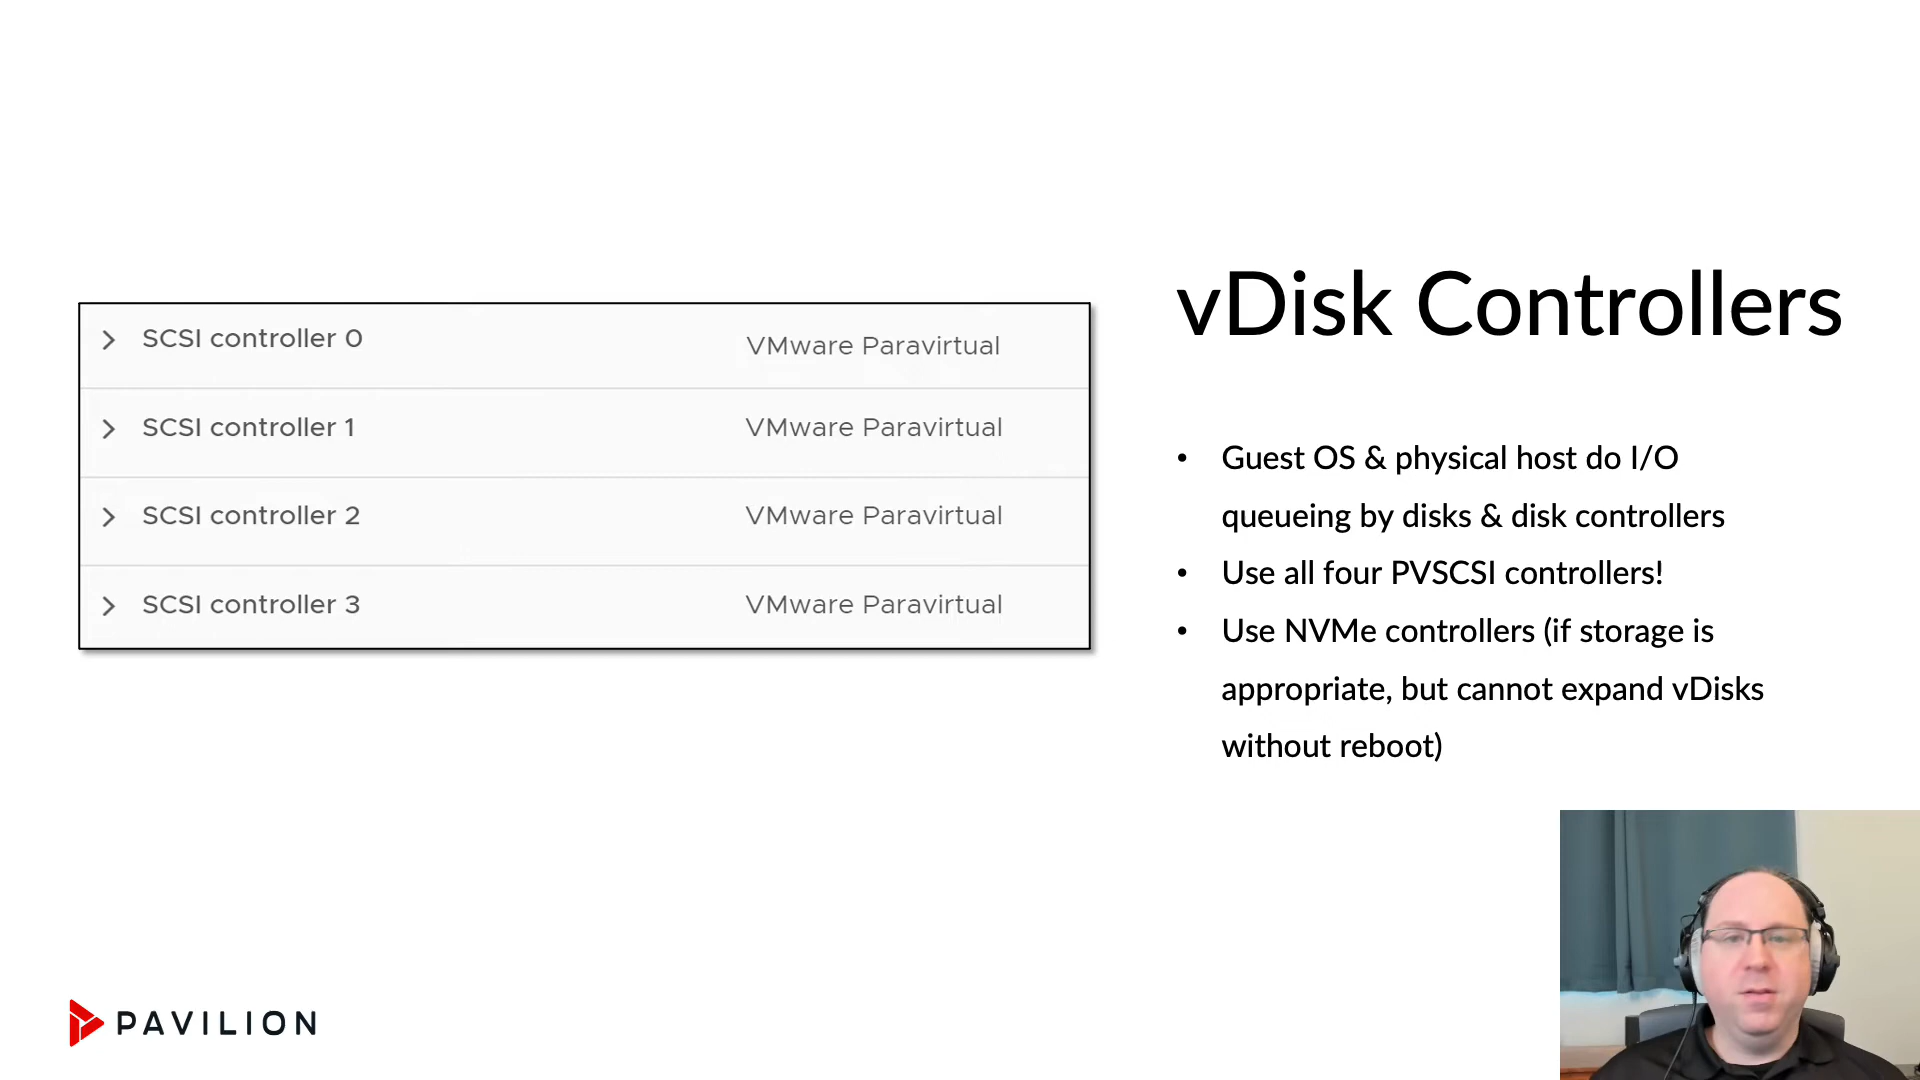 SCSI controller 0 VMware Paravirtual
SCSI controller 1 VMware Paravirtual
SCSI controller 2 VMware Paravirtual
SCSI controller 3 VMware Paravirtual
vDisk Controllers
• Guest OS & physical host do I/O
queueing by disks & disk controllers
• Use all four PVSCSI controllers!
• Use NVMe controllers (if storage is
appropriate, but cannot expand vDisks
without reboot)
PAVILION